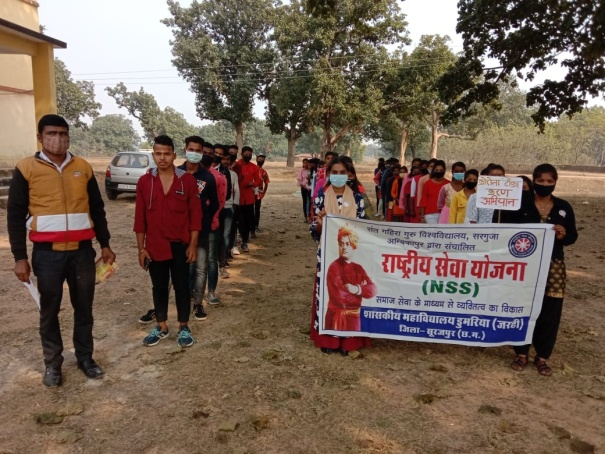 संत गहिरा गुरु विश्वविद्यालय, सरगुजा
अम्बिकापुर द्वारा संचालित
राष्ट्रीय सेवा योजना
(NSS)
समाज सेवा के माध्यम से व्यक्तित्व का विकास
शासकीय महाविद्यालय डुमरिया (जरही)
जिला- सूरजपुर (छ.ग.)
कोरोना टीका
करण अभियान